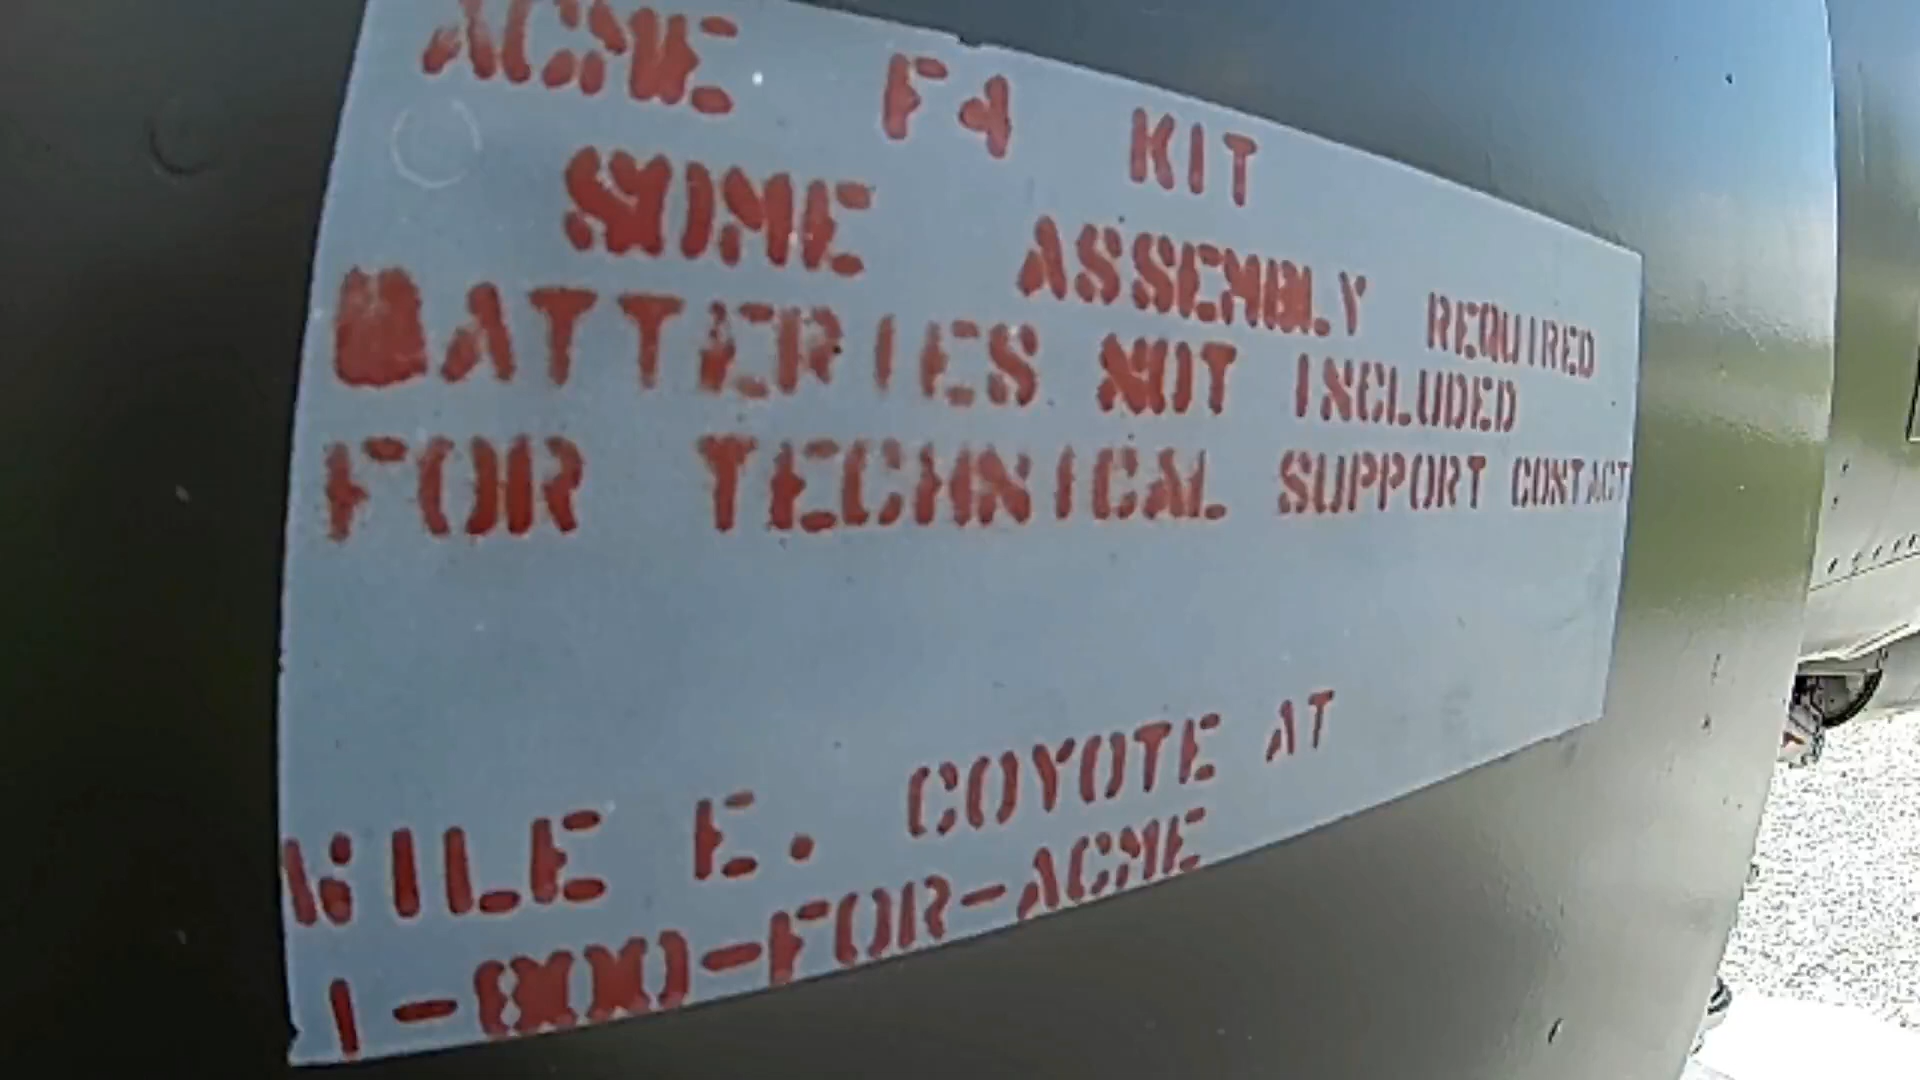 ACME F4 KIT
SOME ASSEMBLY REQUIRED
BATTERIES NOT INCLUDED
FOR TECHNICAL SUPPORT CONTACT
WILE E. COYOTE AT
1-800-FOR-ACME